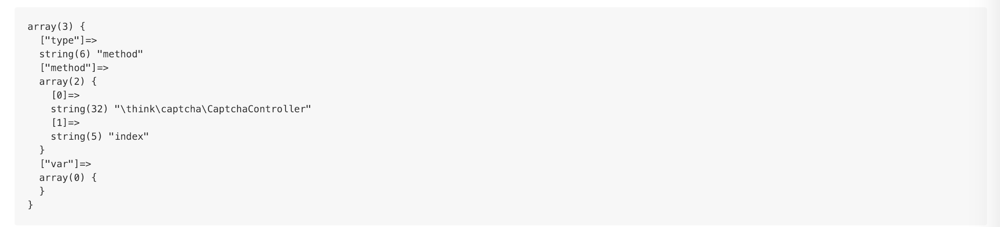 array(3) {
  ["type"]=>
  string(6) "method"
  ["method"]=>
  array(2) {
    [0]=>
    string(32) "\think\captcha\CaptchaController"
    [1]=>
    string(5) "index"
  }
  ["var"]=>
  array(0) {
  }
}